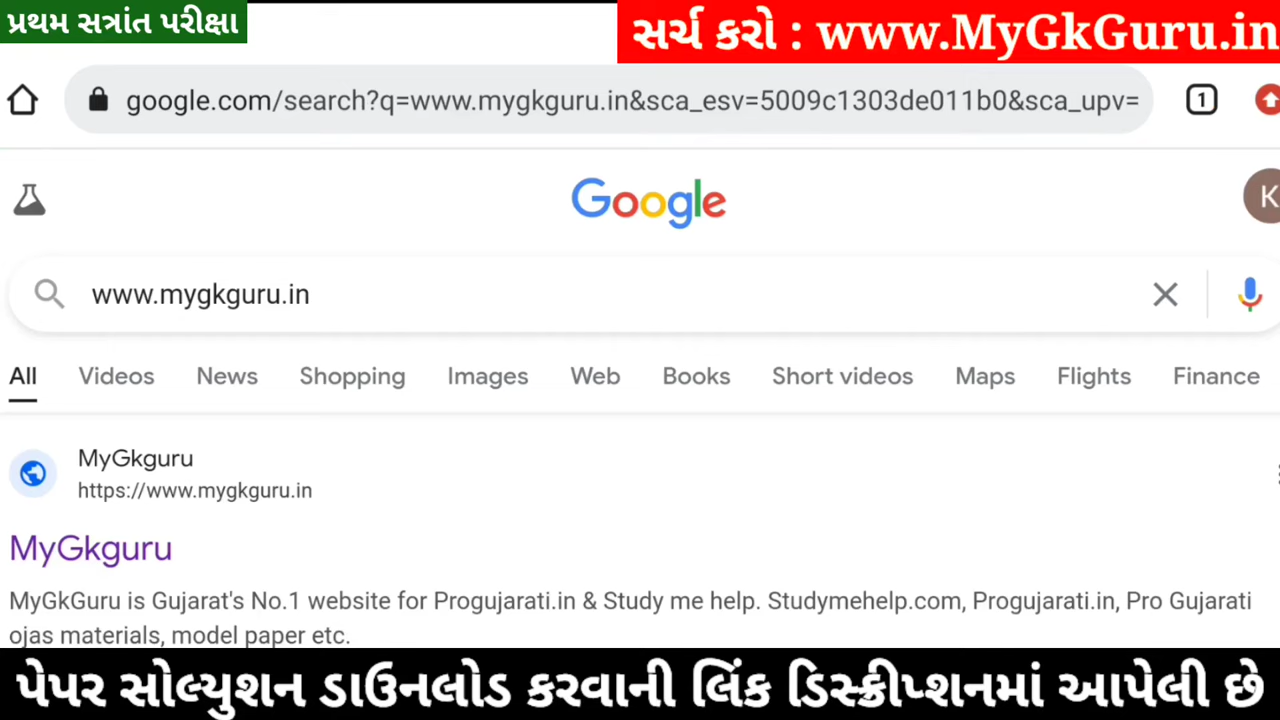 પ્રથમ સત્રાંત પરીક્ષા
સર્ચ કરો : www.MyGkGuru.in
google.com/search?q=www.mygkguru.in&sca_esv=5009c1303de011b0&sca_upv=
1
Google
K
www.mygkguru.in
All Videos News Shopping Images Web Books Short videos Maps Flights Finance
MyGkguru
https://www.mygkguru.in
MyGkguru
MyGkGuru is Gujarat's No.1 website for Progujarati.in & Study me help. Studymehelp.com, Progujarati.in, Pro Gujarati
ojas materials, model paper etc.
પેપર સોલ્યુશન ડાઉનલોડ કરવાની લિંક ડિસ્ક્રીપ્શનમાં આપેલી છે